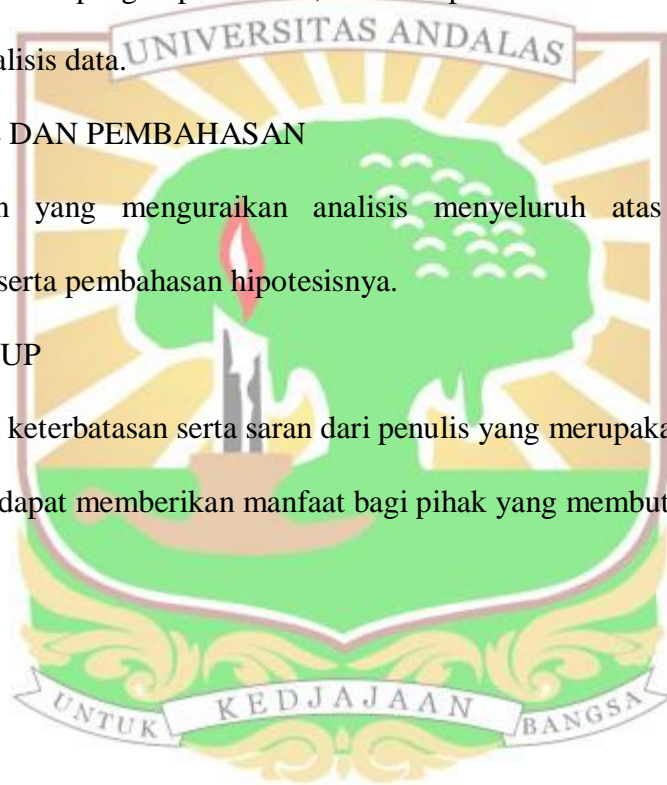 UNIVERSITAS ANDALAS
alisis data.
DAN PEMBAHASAN
yang menguraikan analisis menyeluruh atas
serta pembahasan hipotesisnya.
UP
keterbatasan serta saran dari penulis yang merupaka
dapat memberikan manfaat bagi pihak yang membut
UNTUK KEDJAJAAN BANGSA